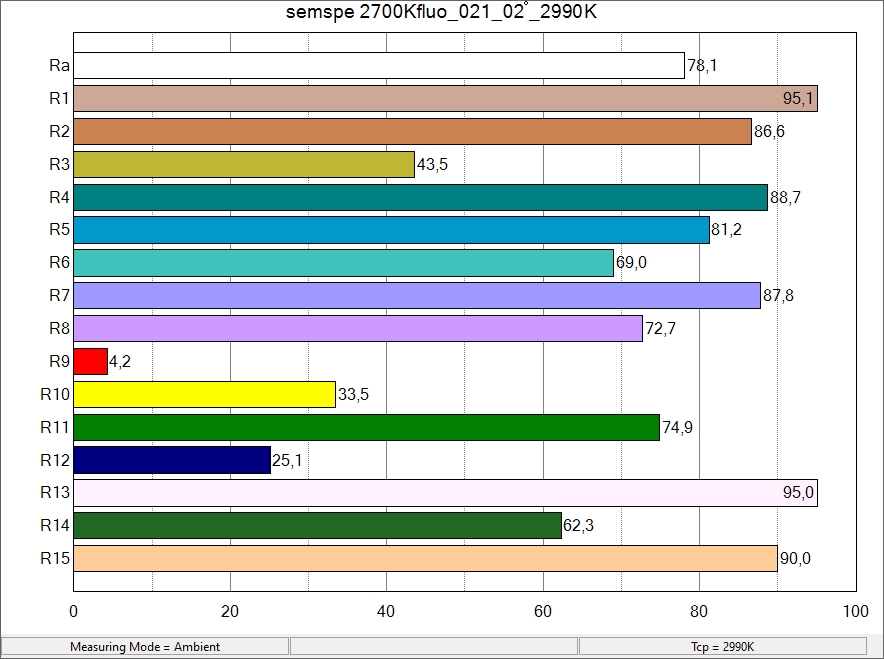 semspe 2700Kfluo_021_02°_2990K
Ra 78,1
R1 95,1
R2 86,6
R3 43,5
R4 88,7
R5 81,2
R6 69,0
R7 87,8
R8 72,7
R9 4,2
R10 33,5
R11 74,9
R12 25,1
R13 95,0
R14 62,3
R15 90,0
0 20 40 60 80 100
Measuring Mode = Ambient Tcp = 2990K